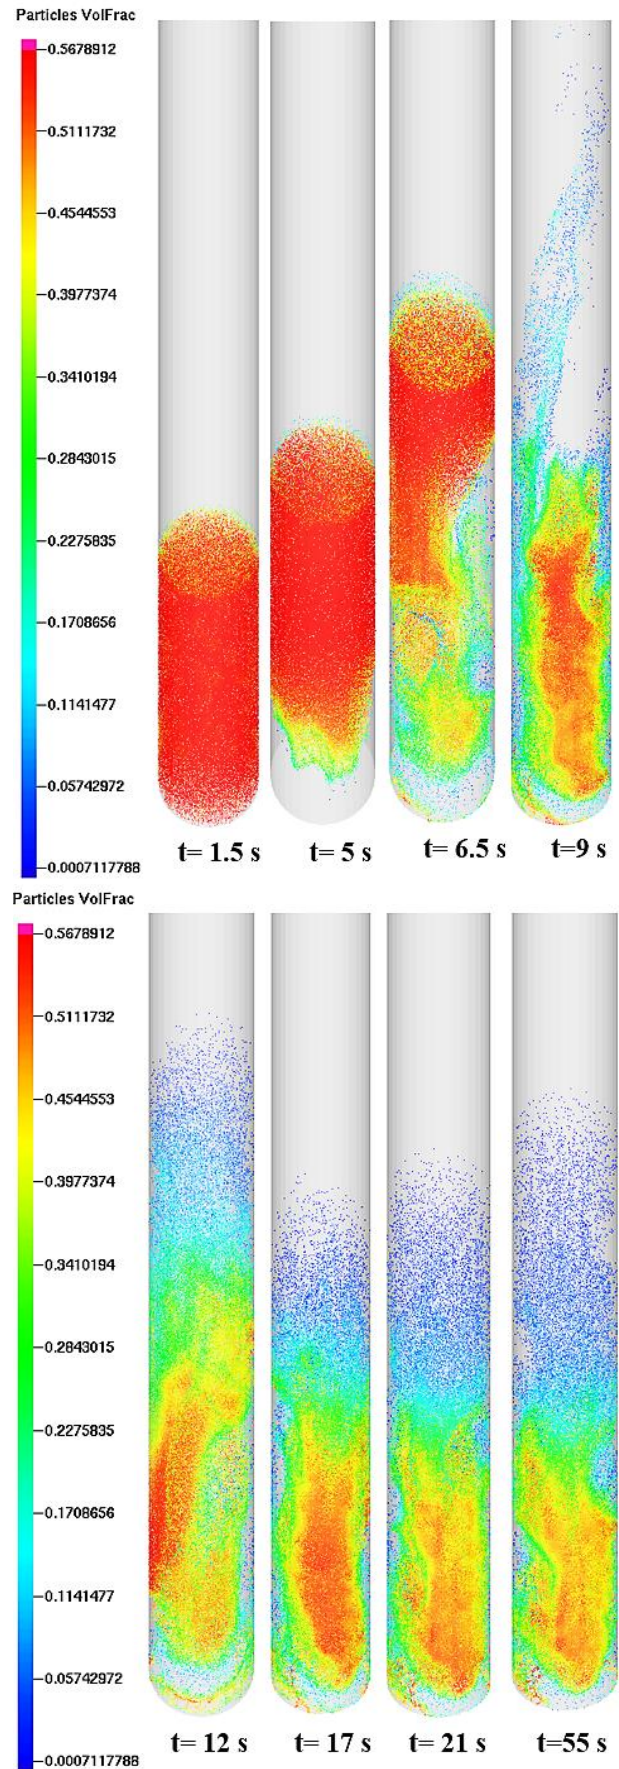 Particles VolFrac
0.5678912
0.5111732
0.4544553
0.3977374
0.3410194
0.2843015
0.2275835
0.1708656
0.1141477
0.05742972
0.0007117788
t= 1.5 s
t= 5 s
t= 6.5 s
t=9 s
Particles VolFrac
0.5678912
0.5111732
0.4544553
0.3977374
0.3410194
0.2843015
0.2275835
0.1708656
0.1141477
0.05742972
0.0007117788
t= 12 s
t= 17 s
t= 21 s
t=55 s